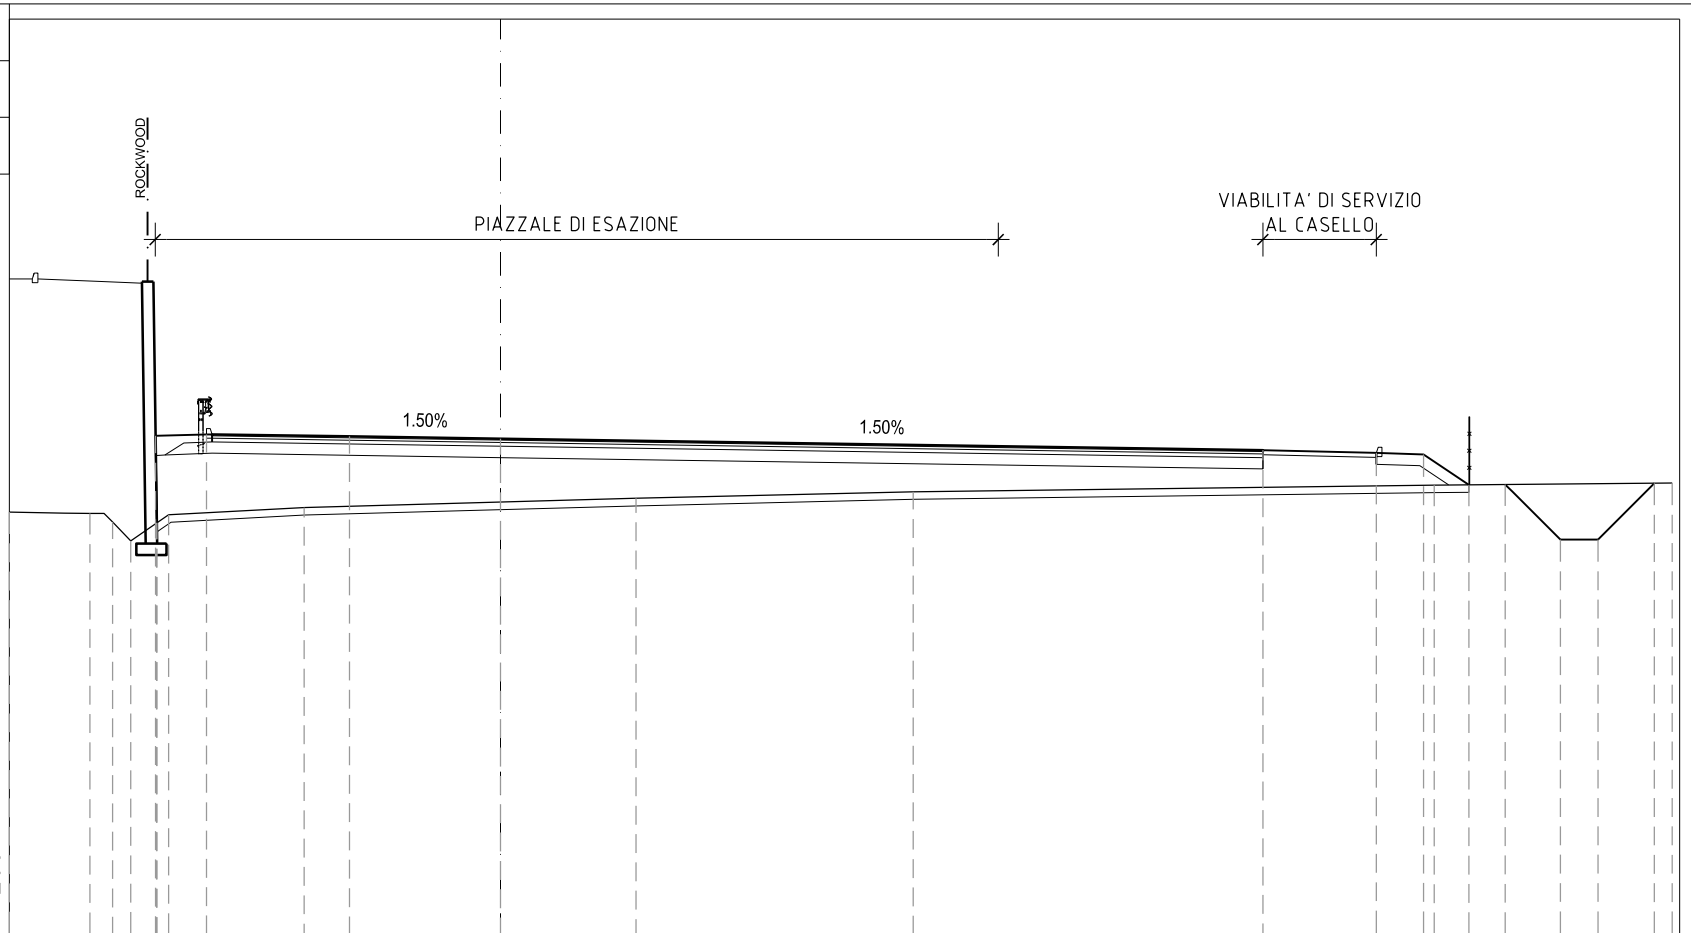 ROCKWOOD
PIAZZALE DI ESAZIONE
VIABILITA' DI SERVIZIO
AL CASELLO
1.50%
1.50%